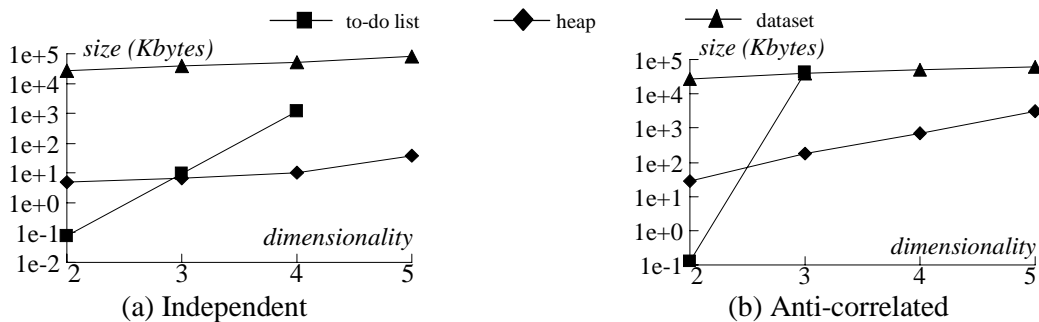 to-do list heap dataset
size (Kbytes)
1e+5
1e+4
1e+3
1e+2
1e+1
1e+0
1e-1
1e-2
dimensionality
2 3 4 5
(a) Independent
size (Kbytes)
1e+5
1e+4
1e+3
1e+2
1e+1
1e+0
1e-1
dimensionality
2 3 4 5
(b) Anti-correlated